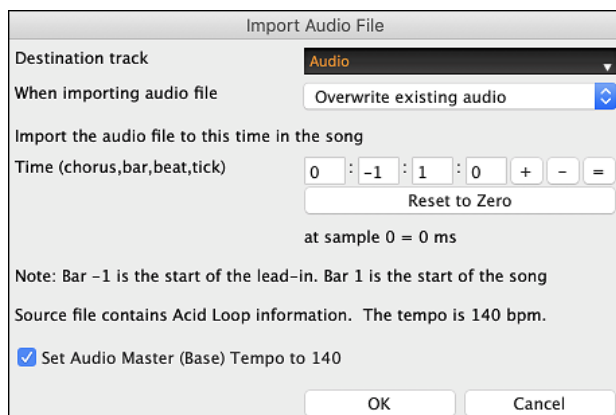 Import Audio File
Destination track Audio
When importing audio file Overwrite existing audio
Import the audio file to this time in the song
Time (chorus,bar,beat,tick) 0 : -1 : 1 : 0 + - =
Reset to Zero
at sample 0 = 0 ms
Note: Bar -1 is the start of the lead-in. Bar 1 is the start of the song
Source file contains Acid Loop information. The tempo is 140 bpm.
Set Audio Master (Base) Tempo to 140
OK Cancel